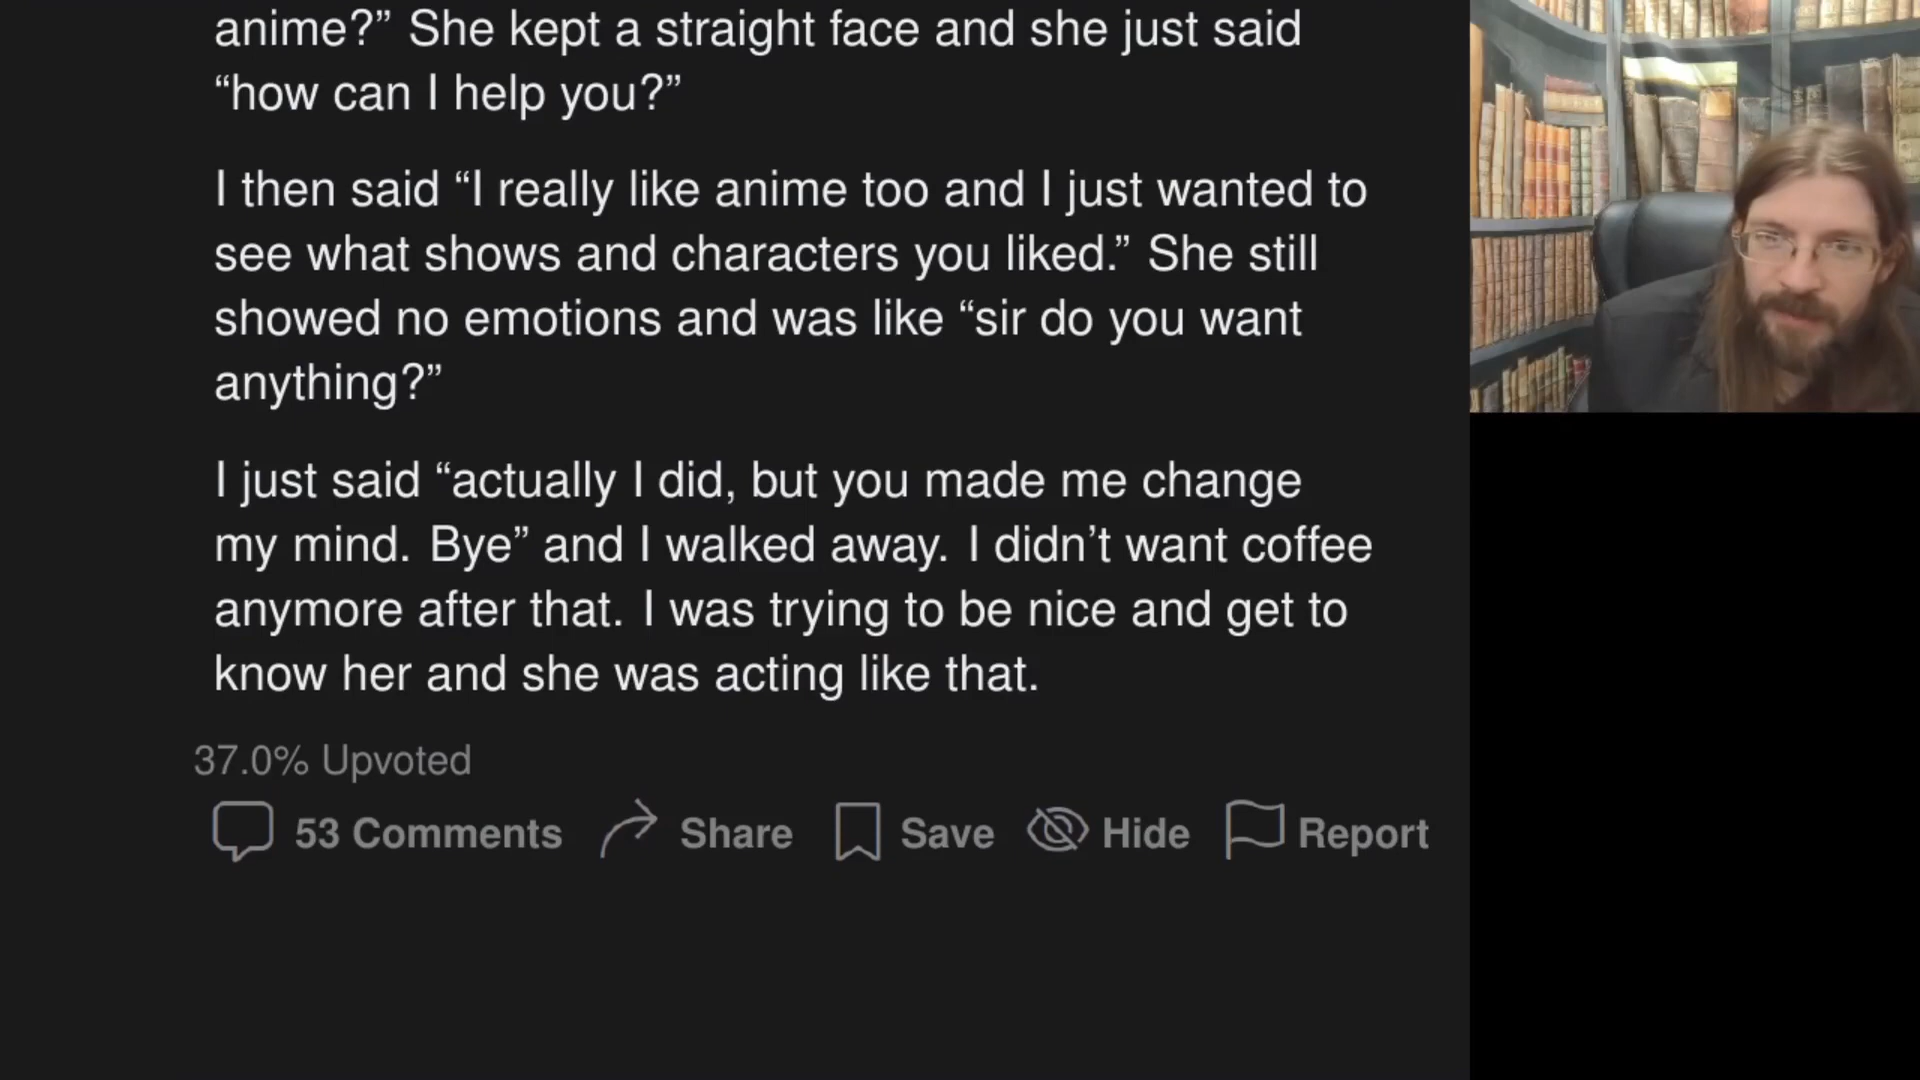 anime?” She kept a straight face and she just said
“how can I help you?”
I then said “I really like anime too and I just wanted to
see what shows and characters you liked.” She still
showed no emotions and was like “sir do you want
anything?”
I just said “actually I did, but you made me change
my mind. Bye” and I walked away. I didn’t want coffee
anymore after that. I was trying to be nice and get to
know her and she was acting like that.
37.0% Upvoted
53 Comments Share Save Hide Report